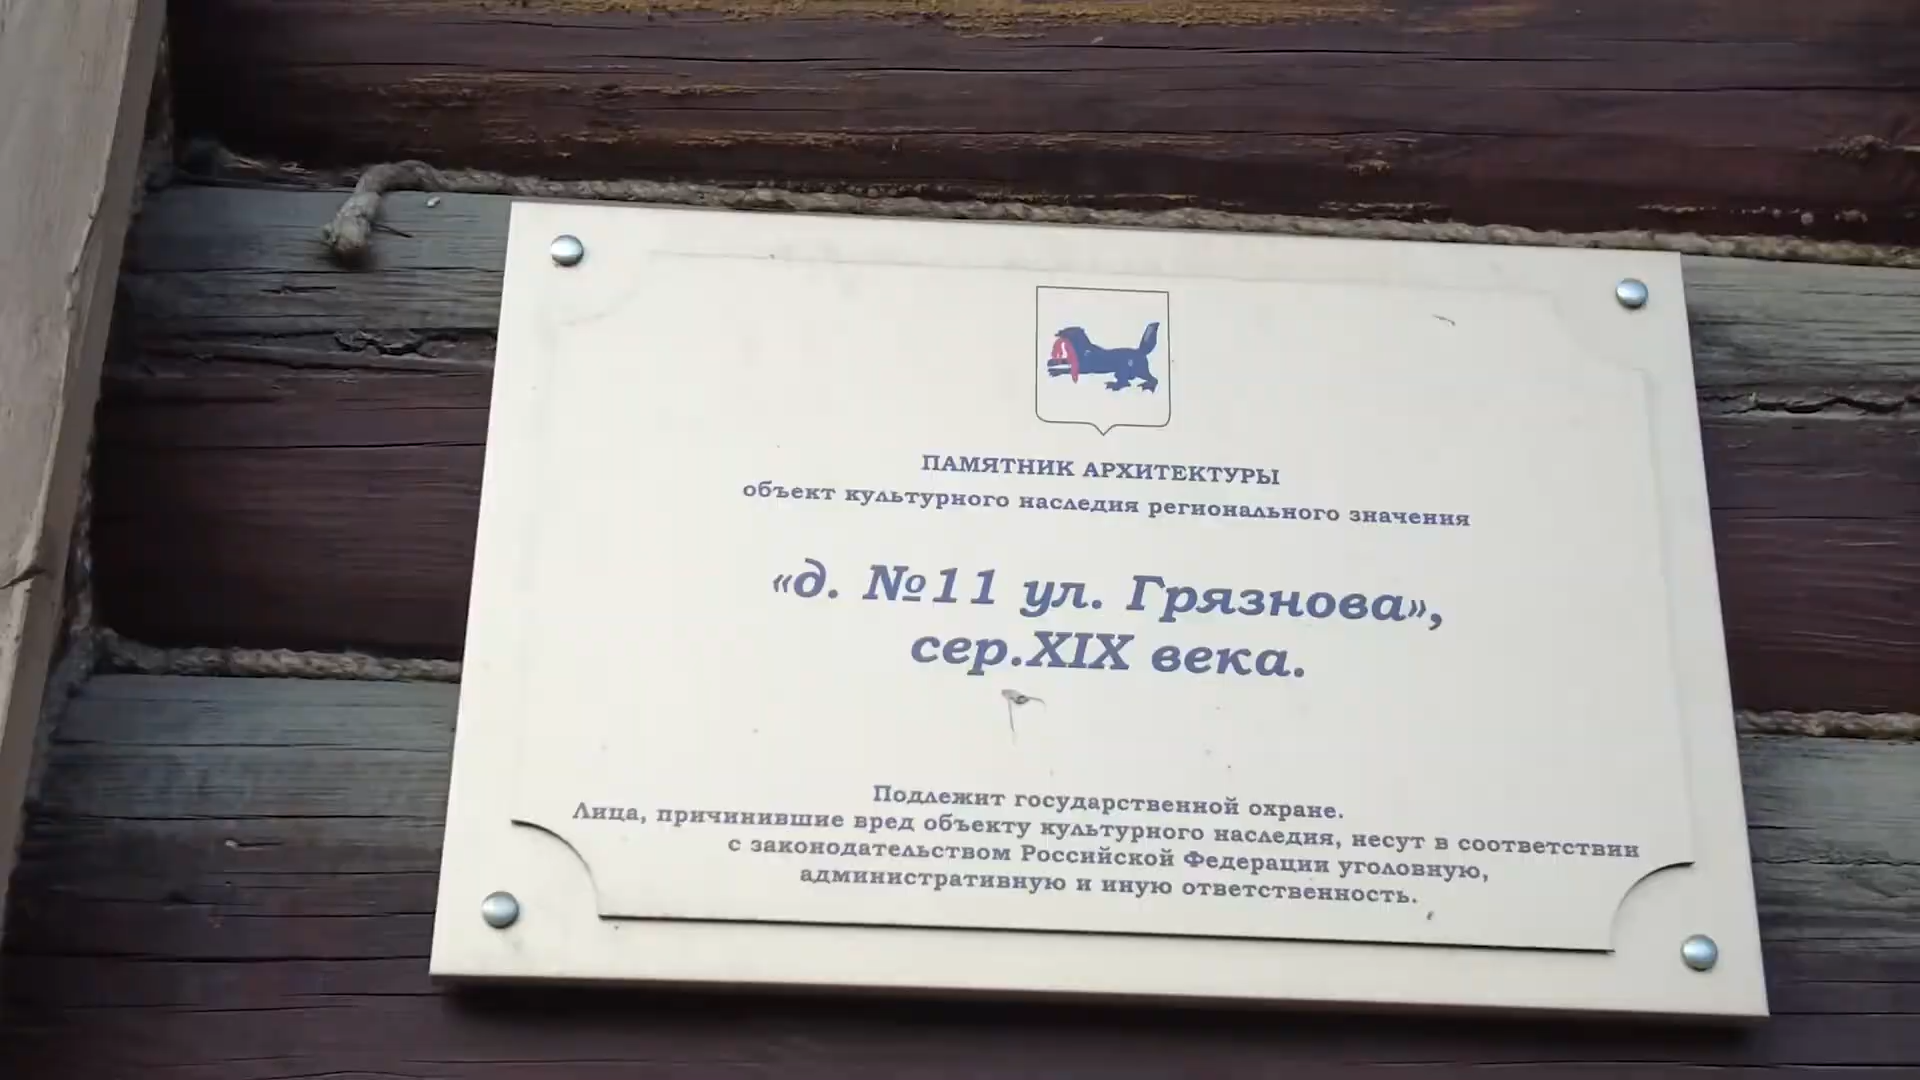 ПАМЯТНИК АРХИТЕКТУРЫ
объект культурного наследия регионального значения
«д. №11 ул. Грязнова»,
сер.XIX века.
Подлежит государственной охране.
Лица, причинившие вред объекту культурного наследия, несут в соответствии
с законодательством Российской Федерации уголовную,
административную и иную ответственность.